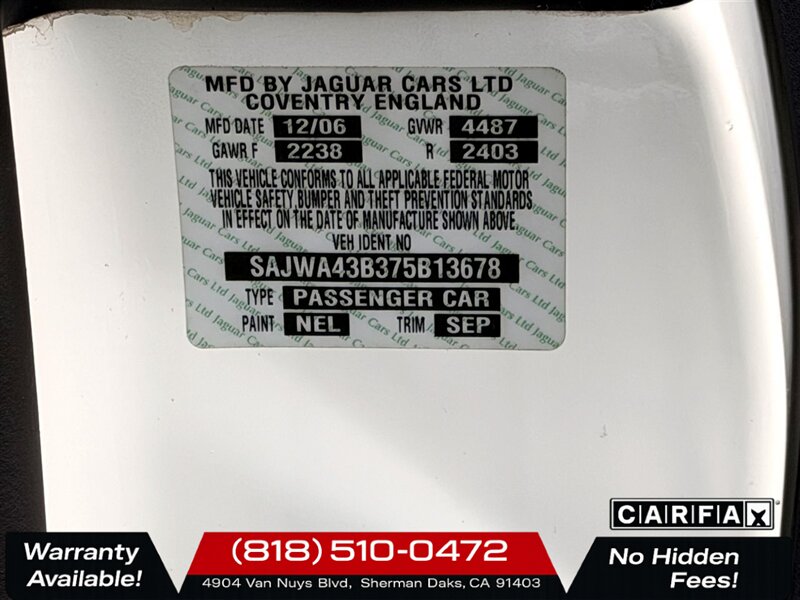 MFD BY JAGUAR CARS LTD
COVENTRY ENGLAND
MFD DATE 12/06 GVWR 4487
GAWR F 2238 R 2403
THIS VEHICLE CONFORMS TO ALL APPLICABLE FEDERAL MOTOR
VEHICLE SAFETY,BUMPER AND THEFT PREVENTION STANDARDS
IN EFFECT ON THE DATE OF MANUFACTURE SHOWN ABOVE.
VEH IDENT NO
SAJWA43B375B13678
TYPE PASSENGER CAR
PAINT NEL TRIM SEP
CARFAX
Warranty
Available!
(818) 510-0472
4904 Van Nuys Blvd, Sherman Daks, CA 91403
No Hidden
Fees!